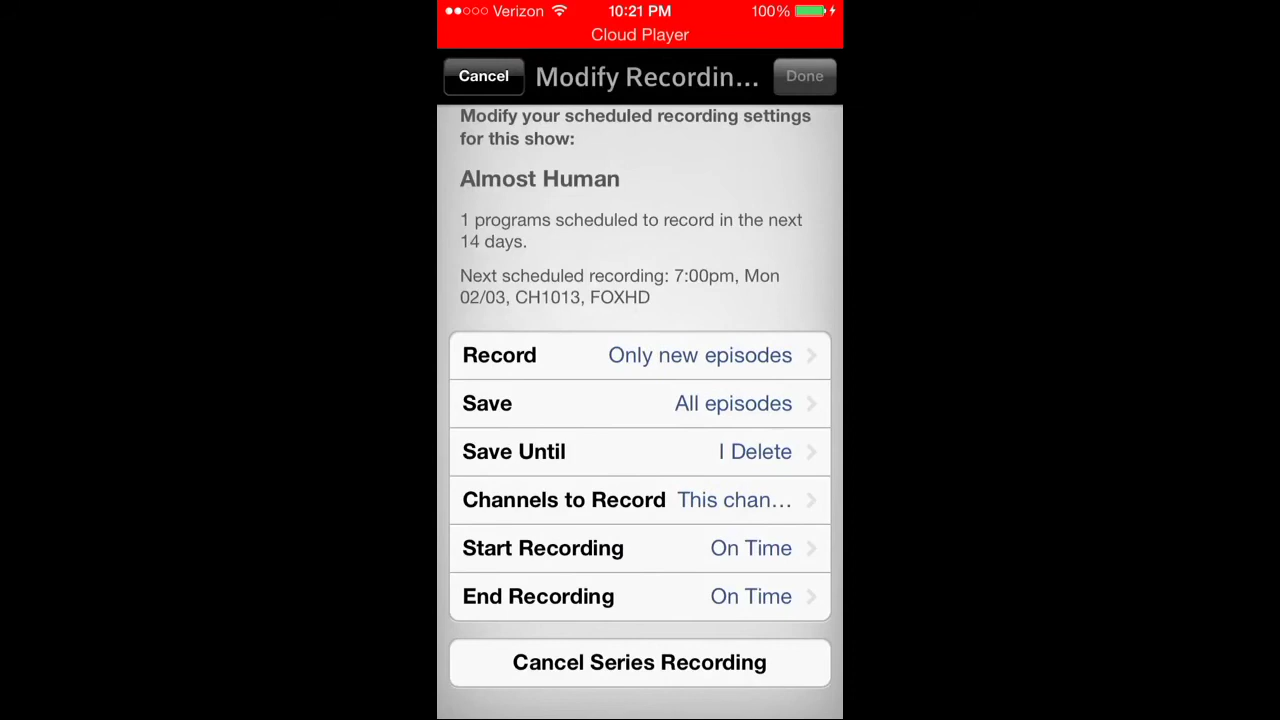 Verizon 10:21 PM 100%
Cloud Player
Cancel Modify Recordin... Done
Modify your scheduled recording settings
for this show:
Almost Human
1 programs scheduled to record in the next
14 days.
Next scheduled recording: 7:00pm, Mon
02/03, CH1013, FOXHD
Record Only new episodes
Save All episodes
Save Until I Delete
Channels to Record This chan...
Start Recording On Time
End Recording On Time
Cancel Series Recording